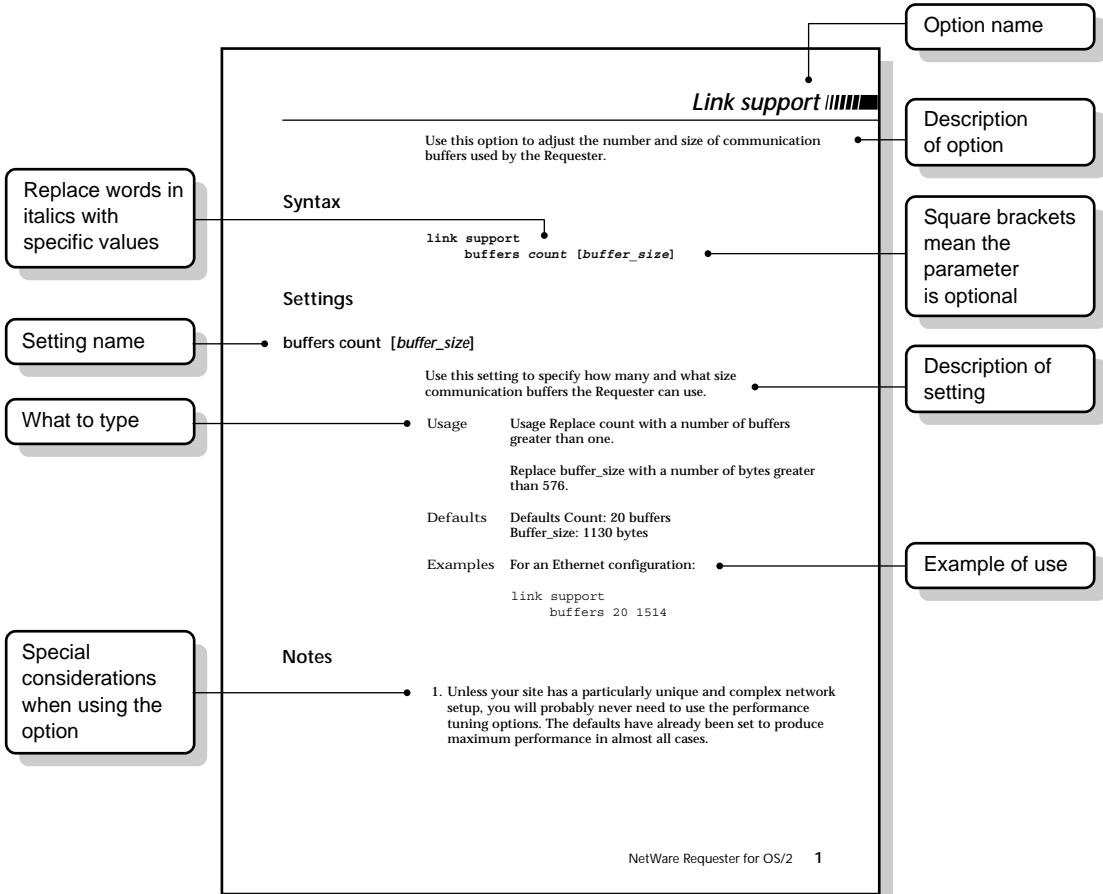 Option name
Link support
Description
of option
Use this option to adjust the number and size of communication
buffers used by the Requester.
Replace words in
italics with
specific values
Syntax
link support
buffers count [buffer_size]
Square brackets
mean the
parameter
is optional
Settings
Setting name
buffers count [buffer_size]
Use this setting to specify how many and what size
communication buffers the Requester can use.
Description of
setting
What to type
Usage Usage Replace count with a number of buffers
greater than one.
Replace buffer_size with a number of bytes greater
than 576.
Defaults Defaults Count: 20 buffers
Buffer_size: 1130 bytes
Examples For an Ethernet configuration:
Example of use
link support
buffers 20 1514
Special
considerations
when using the
option
Notes
1. Unless your site has a particularly unique and complex network
setup, you will probably never need to use the performance
tuning options. The defaults have already been set to produce
maximum performance in almost all cases.
NetWare Requester for OS/2 1